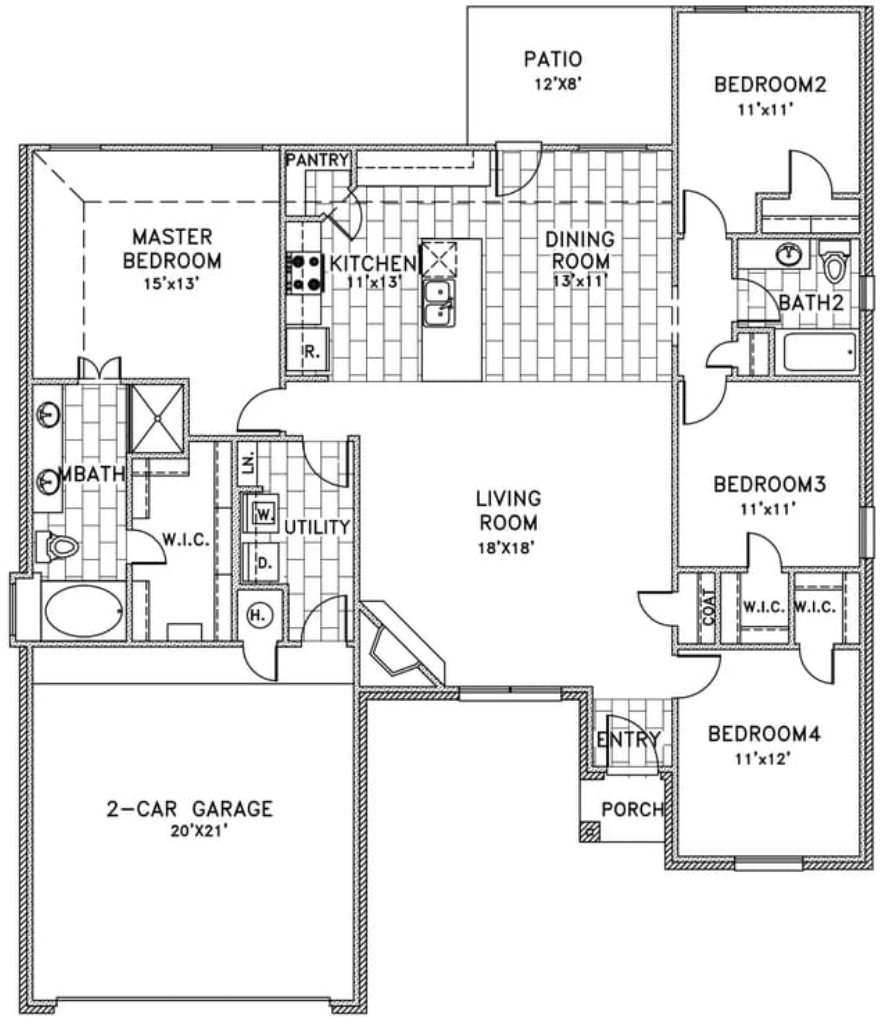 PATIO
12'X8'
BEDROOM2
11'x11'
PANTRY
MASTER
BEDROOM
15'x13'
KITCHEN
11'x13'
DINING
ROOM
13'x11'
BATH2
R.
MBATH
W.I.C.
LN.
W.
UTILITY
D.
H.
LIVING
ROOM
18'X18'
BEDROOM3
11'x11'
COAT
W.I.C.
W.I.C.
ENTRY
BEDROOM4
11'x12'
PORCH
2-CAR GARAGE
20'X21'